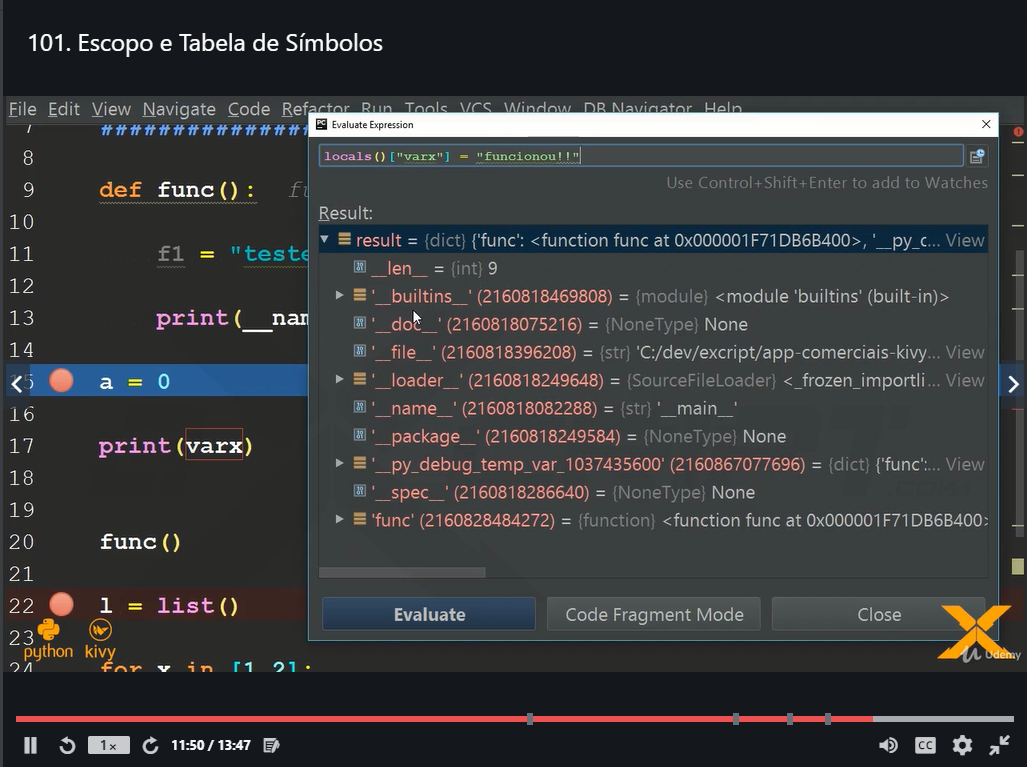 101. Escopo e Tabela de Símbolos
File Edit View Navigate Code Refactor Run Tools VCS Window DB Navigator Help
Evaluate Expression
locals()["varx"] = "funcionou!!"
Use Control+Shift+Enter to add to Watches
Result:
result = {dict} {'func': <function func at 0x000001F71DB6B400>, '__py_c... View
__len__ = {int} 9
'__builtins__' (2160818469808) = {module} <module 'builtins' (built-in)>
'__doc__' (2160818075216) = {NoneType} None
'__file__' (2160818396208) = {str} 'C:/dev/excript/app-comerciais-kivy... View
'__loader__' (2160818249648) = {SourceFileLoader} <_frozen_importli... View
'__name__' (2160818082288) = {str} '__main__'
'__package__' (2160818249584) = {NoneType} None
'__py_debug_temp_var_1037435600' (2160867077696) = {dict} {'func':... View
'__spec__' (2160818286640) = {NoneType} None
'func' (2160828484272) = {function} <function func at 0x000001F71DB6B400>
Evaluate
Code Fragment Mode
Close
7 ##############
8
9 def func(): fu
10
11 f1 = "teste
12
13 print(__nam
14
15 a = 0
16
17 print(varx)
18
19
20 func()
21
22 l = list()
23
24 for x in [1,2]:
python kivy
Udemy
1× 11:50 / 13:47
CC